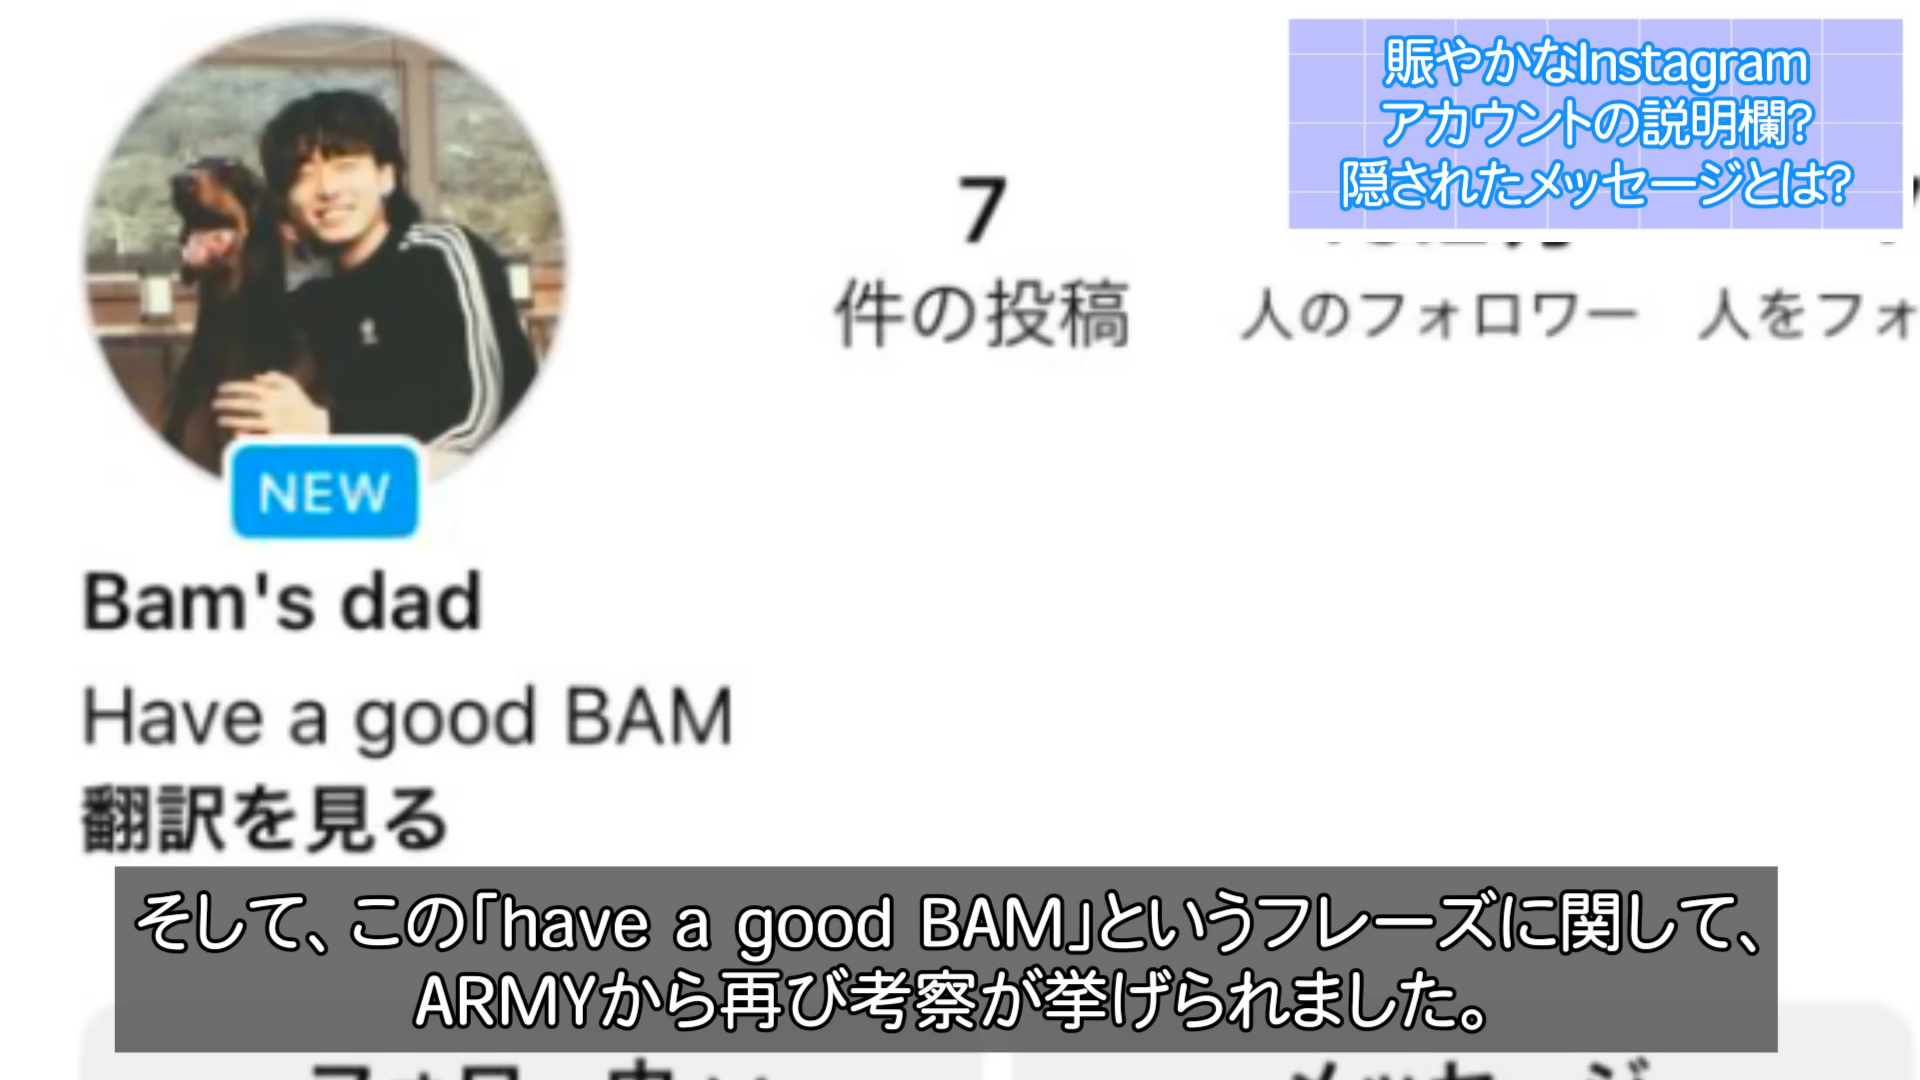 賑やかなInstagram
アカウントの説明欄?
隠されたメッセージとは?
7
件の投稿
人のフォロワー
人をフォ
NEW
Bam's dad
Have a good BAM
翻訳を見る
そして、この「have a good BAM」というフレーズに関して、
ARMYから再び考察が挙げられました。